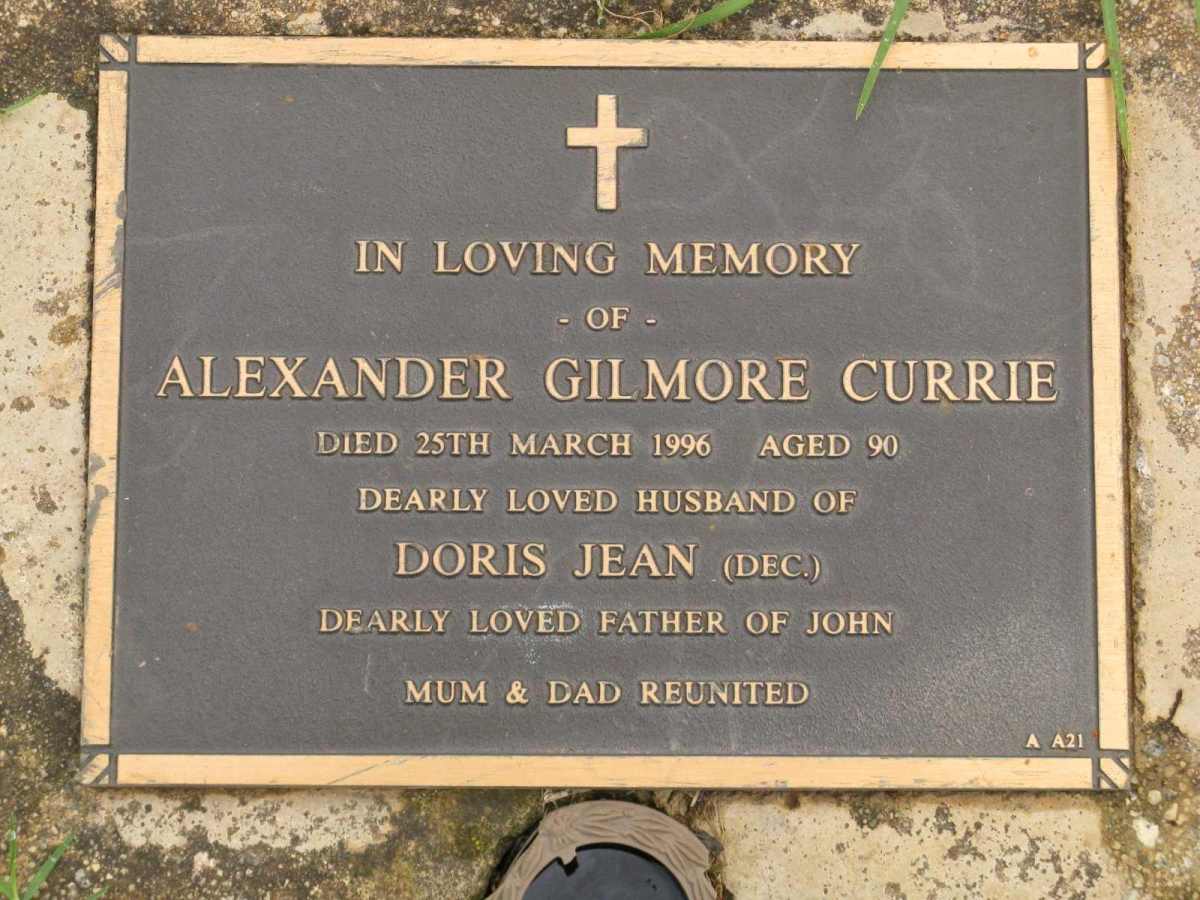 IN LOVING MEMORY
- OF -
ALEXANDER GILMORE CURRIE
DIED 25TH MARCH 1996 AGED 90
DEARLY LOVED HUSBAND OF
DORIS JEAN (DEC.)
DEARLY LOVED FATHER OF JOHN
MUM & DAD REUNITED
A A21